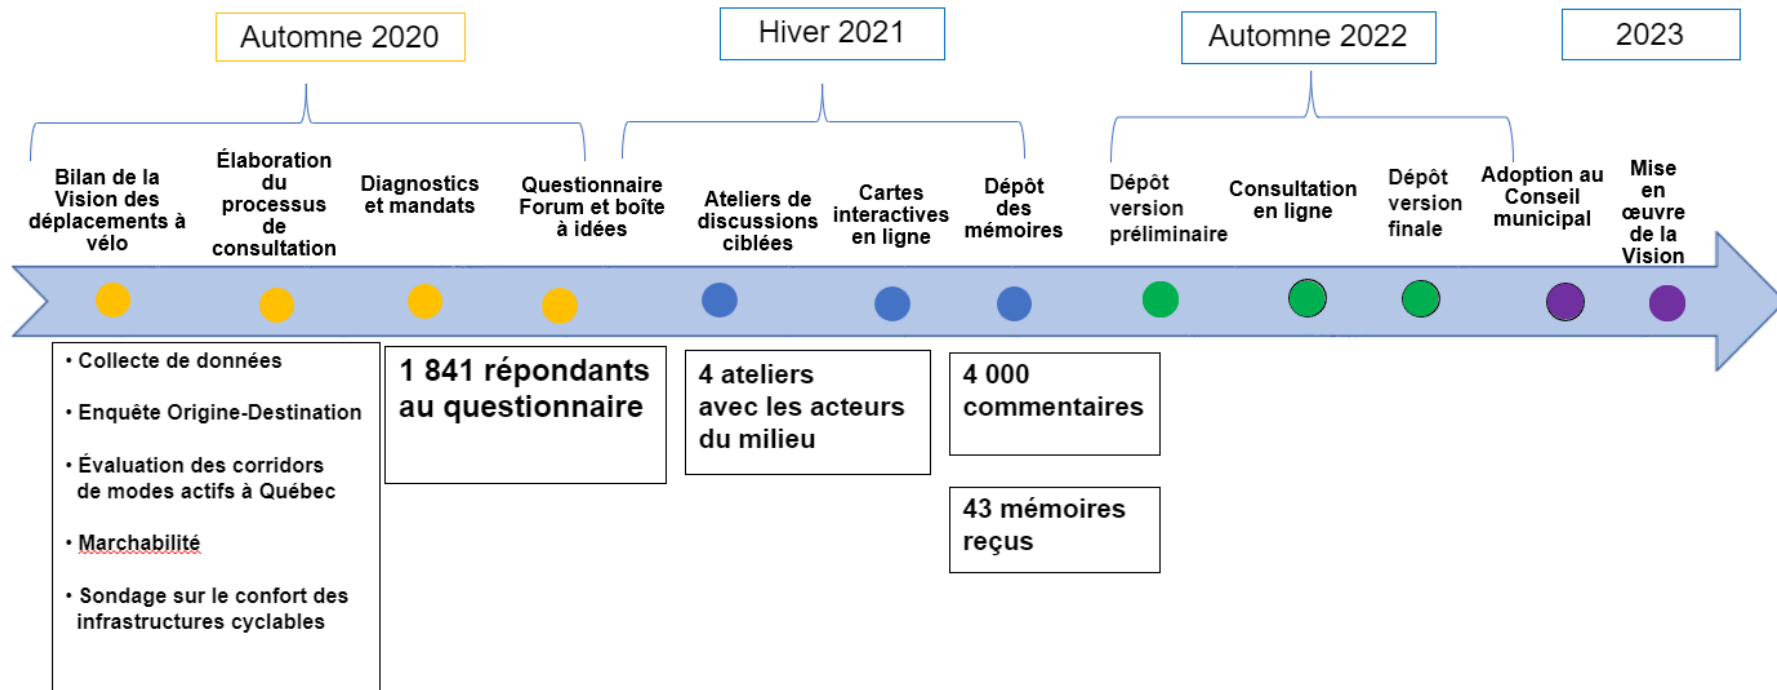 Automne 2020
Hiver 2021
Automne 2022
2023
Bilan de la
Vision des
déplacements à
vélo
Élaboration
du
processus
de
consultation
Diagnostics
et mandats
Questionnaire
Forum et boîte
à idées
Ateliers de
discussions
ciblées
Cartes
interactives
en ligne
Dépôt
des
mémoires
Dépôt
version
préliminaire
Consultation
en ligne
Dépôt
version
finale
Adoption au
Conseil
municipal
Mise
en
œuvre
de la
Vision
• Collecte de données
• Enquête Origine-Destination
• Évaluation des corridors
de modes actifs à Québec
• Marchabilité
• Sondage sur le confort des
infrastructures cyclables
1 841 répondants
au questionnaire
4 ateliers
avec les acteurs
du milieu
4 000
commentaires
43 mémoires
reçus